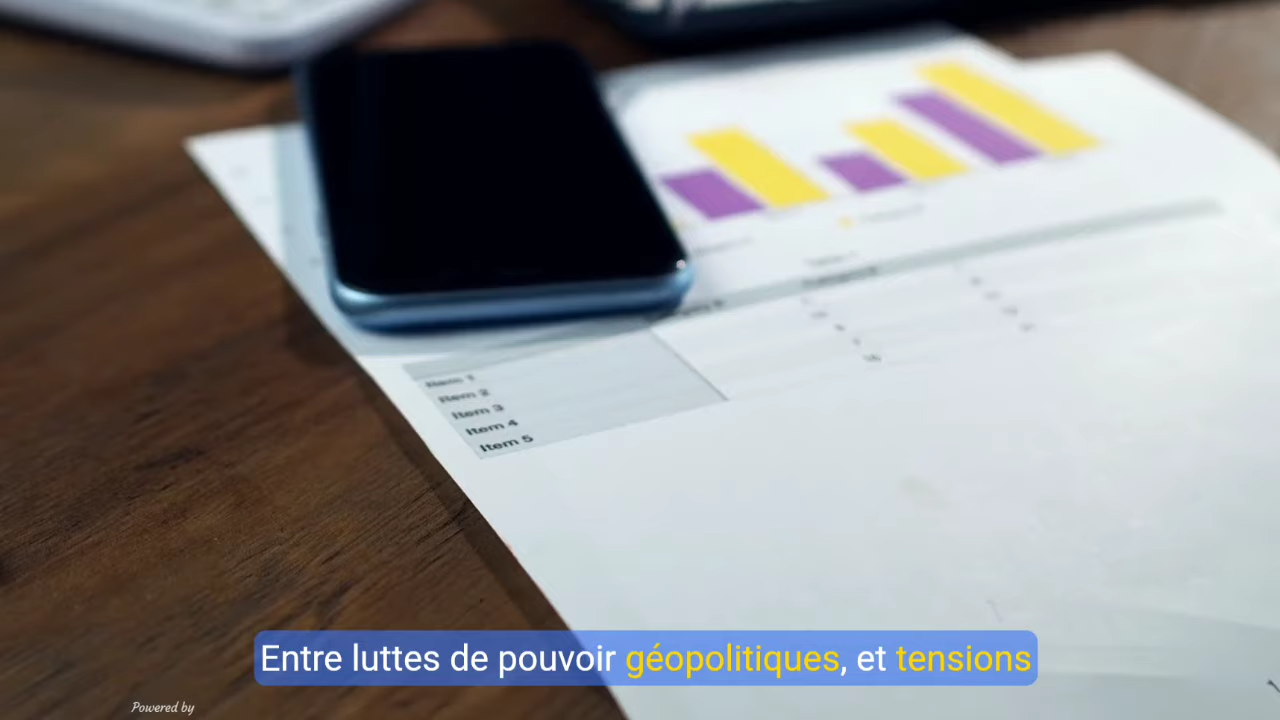 Item 1
Item 2
Item 3
Item 4
Item 5
Entre luttes de pouvoir géopolitiques, et tensions
Powered by